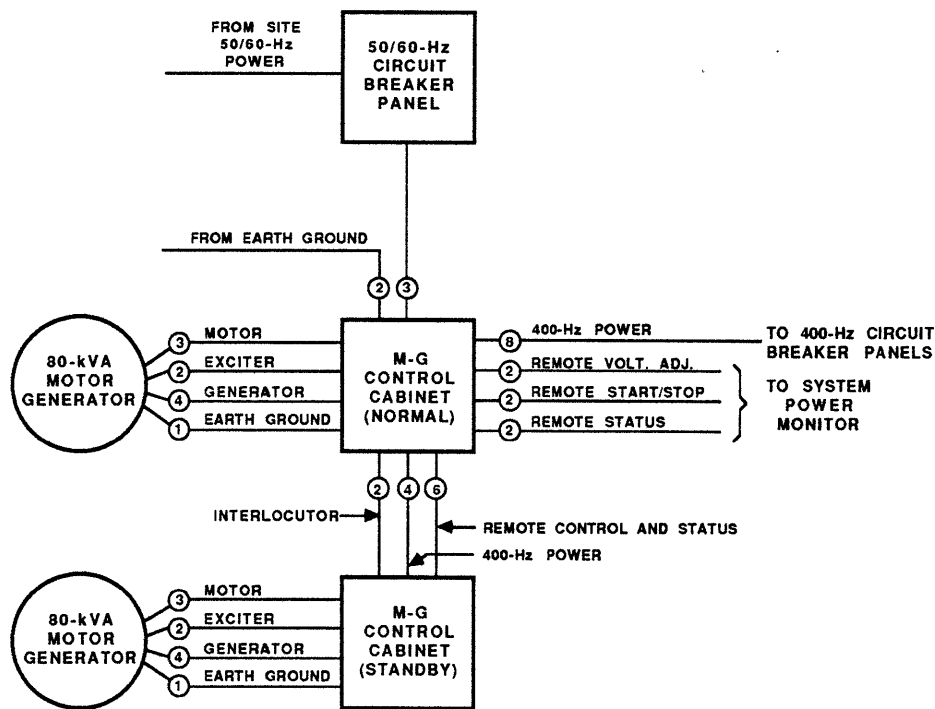 FROM SITE
50/60-Hz
POWER
50/60-Hz
CIRCUIT
BREAKER
PANEL
FROM EARTH GROUND
2
3
80-kVA
MOTOR
GENERATOR
3
MOTOR
2
EXCITER
4
GENERATOR
1
EARTH GROUND
M-G
CONTROL
CABINET
(NORMAL)
8
400-Hz POWER
2
REMOTE VOLT. ADJ.
2
REMOTE START/STOP
2
REMOTE STATUS
TO 400-Hz CIRCUIT
BREAKER PANELS
TO SYSTEM
POWER
MONITOR
2
4
6
INTERLOCUTOR
REMOTE CONTROL AND STATUS
400-Hz POWER
80-kVA
MOTOR
GENERATOR
3
MOTOR
2
EXCITER
4
GENERATOR
1
EARTH GROUND
M-G
CONTROL
CABINET
(STANDBY)